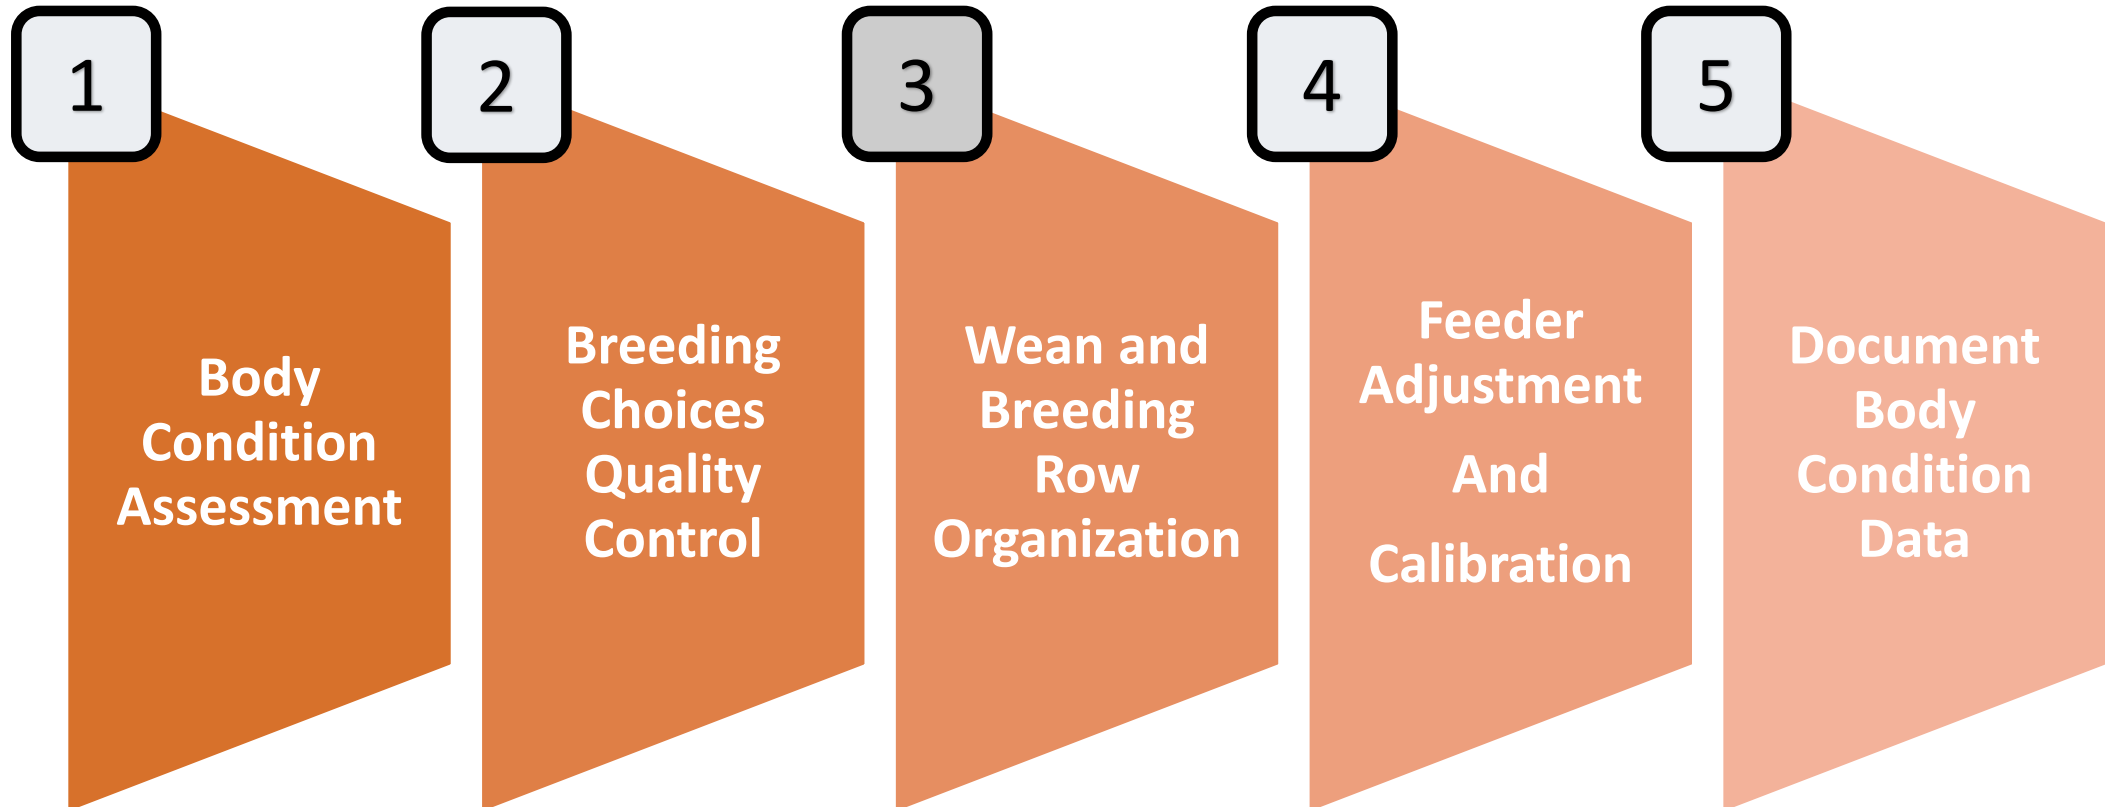 1
Body
Condition
Assessment
2
Breeding
Choices
Quality
Control
3
Wean and
Breeding
Row
Organization
4
Feeder
Adjustment
And
Calibration
5
Document
Body
Condition
Data